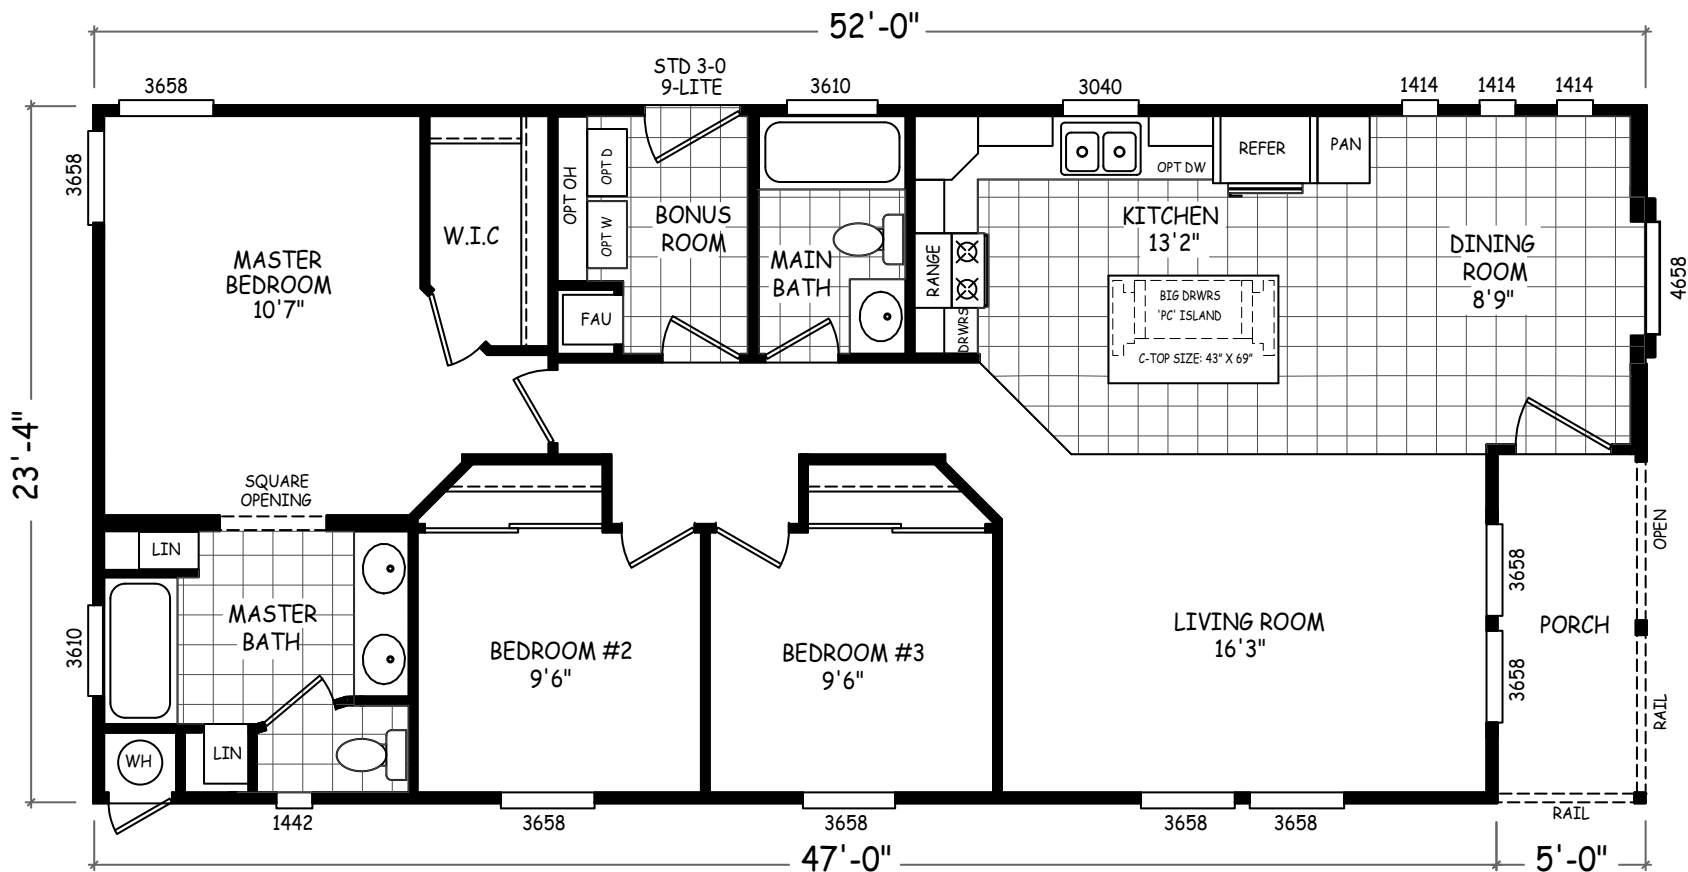 52'-0"
3658
STD 3-0
9-LITE
3610
3040
1414
1414
1414
3658
OPT OH
OPT D
OPT W
REFER
PAN
OPT DW
W.I.C
BONUS
ROOM
KITCHEN
13'2"
DINING
ROOM
8'9"
MASTER
BEDROOM
10'7"
MAIN
BATH
RANGE
4658
BIG DRWRS
'PC' ISLAND
FAU
DRWRS
C-TOP SIZE: 43" X 69"
23'-4"
SQUARE
OPENING
LIN
OPEN
3658
MASTER
BATH
3610
BEDROOM #2
9'6"
BEDROOM #3
9'6"
LIVING ROOM
16'3"
PORCH
3658
RAIL
WH
LIN
1442
3658
3658
3658
3658
RAIL
47'-0"
5'-0"